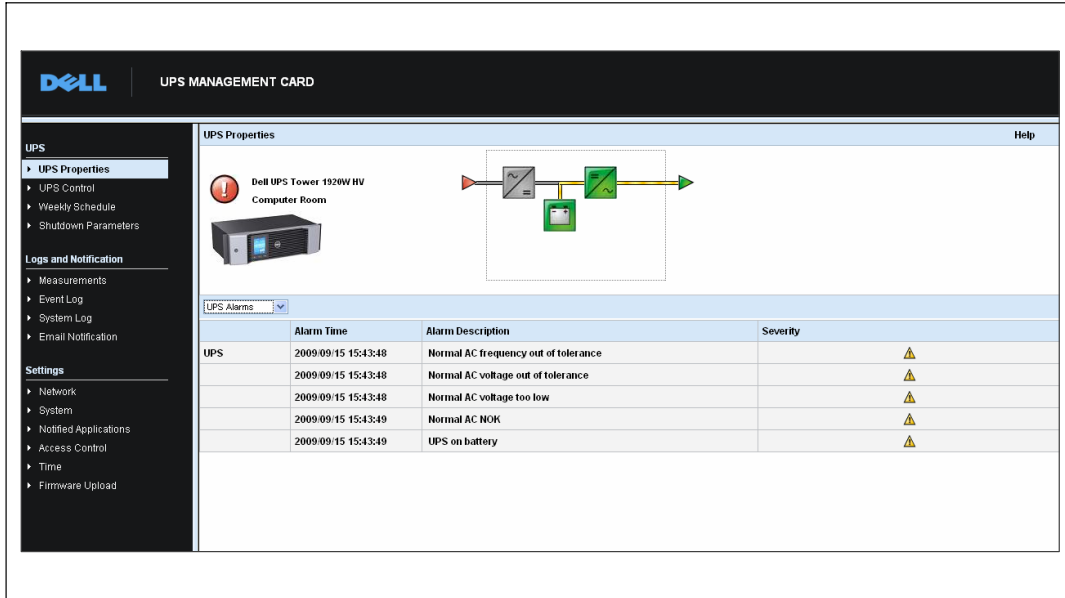 DELL
UPS MANAGEMENT CARD
UPS
UPS Properties
UPS Control
Weekly Schedule
Shutdown Parameters
Logs and Notification
Measurements
Event Log
System Log
Email Notification
Settings
Network
System
Notified Applications
Access Control
Time
Firmware Upload
UPS Properties Help
Dell UPS Tower 1920W HV
Computer Room
UPS Alarms
Alarm Time Alarm Description Severity
UPS 2009/09/15 15:43:48 Normal AC frequency out of tolerance
2009/09/15 15:43:48 Normal AC voltage out of tolerance
2009/09/15 15:43:48 Normal AC voltage too low
2009/09/15 15:43:49 Normal AC NOK
2009/09/15 15:43:49 UPS on battery